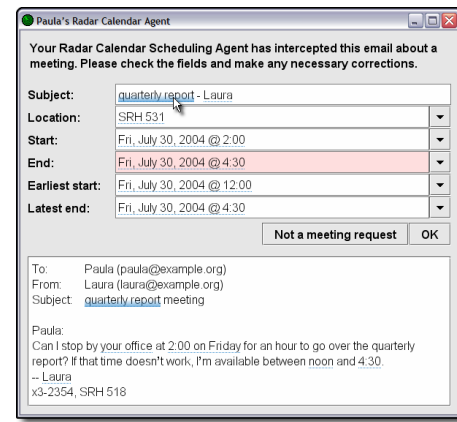 Paula's Radar Calendar Agent
Your Radar Calendar Scheduling Agent has intercepted this email about a
meeting. Please check the fields and make any necessary corrections.
Subject: quarterly report - Laura
Location: SRH 531
Start: Fri, July 30, 2004 @ 2:00
End: Fri, July 30, 2004 @ 4:30
Earliest start: Fri, July 30, 2004 @ 12:00
Latest end: Fri, July 30, 2004 @ 4:30
Not a meeting request OK
To: Paula (paula@example.org)
From: Laura (laura@example.org)
Subject: quarterly report meeting
Paula:
Can I stop by your office at 2:00 on Friday for an hour to go over the quarterly
report? If that time doesn't work, I'm available between noon and 4:30.
-- Laura
x3-2354, SRH 518